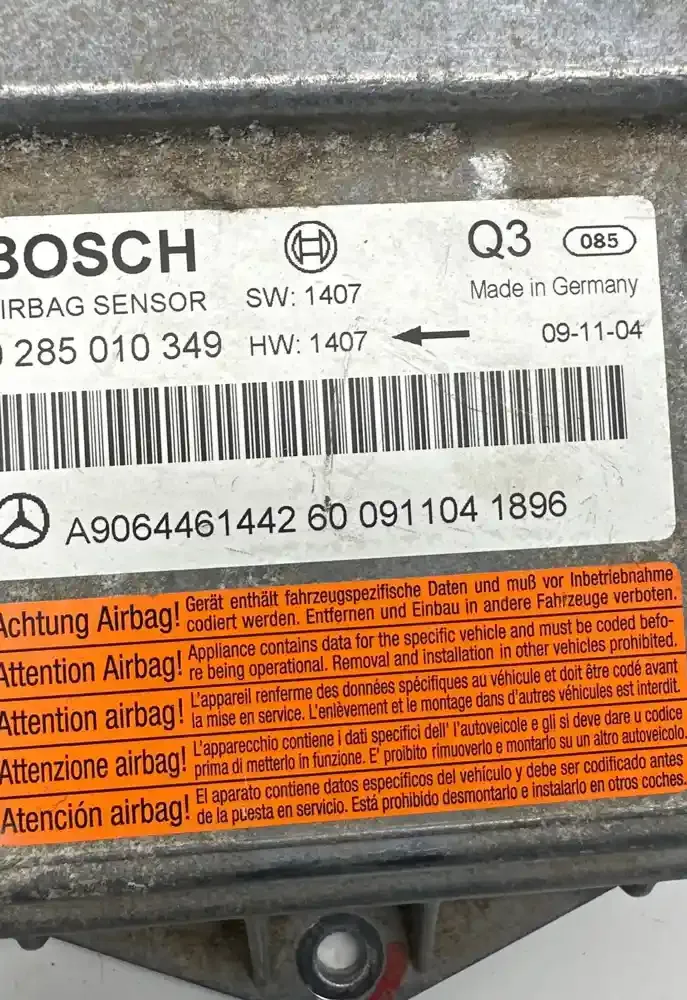 BOSCH
Q3 085
AIRBAG SENSOR SW: 1407 Made in Germany
0 285 010 349 HW: 1407 09-11-04
A9064461442 60 091104 1896
Achtung Airbag! Gerät enthält fahrzeugspezifische Daten und muß vor Inbetriebnahme
codiert werden. Entfernen und Einbau in andere Fahrzeuge verboten.
Attention Airbag! Appliance contains data for the specific vehicle and must be coded befo-
re being operational. Removal and installation in other vehicles prohibited.
Attention airbag! L'appareil renferme des données spécifiques au véhicule et doit être codé avant
la mise en service. L'enlèvement et le montage dans d'autres véhicules est interdit.
Attenzione airbag! L'apparecchio contiene i dati specifici dell' l'autoveicole e gli si deve dare u codice
prima di metterlo in funzione. E' proibito rimuoverlo e montarlo su un altro autoveicolo.
Atención airbag! El aparato contiene datos especificos del vehículo y debe ser codificado antes
de la puesta en servicio. Está prohibido desmontarlo e instalarlo en otros coches.